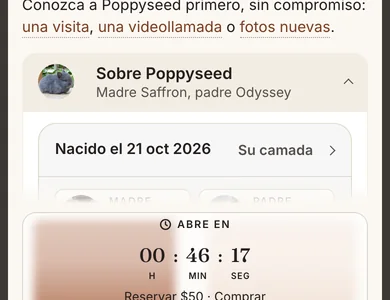 Conozca a Poppyseed primero, sin compromiso:
una visita, una videollamada o fotos nuevas.
Sobre Poppyseed
Madre Saffron, padre Odyssey
Nacido el 21 oct 2026
Su camada
MADRE
PADRE
ABRE EN
00 : 46 : 17
H MIN SEG
Reservar $50 · Comprar